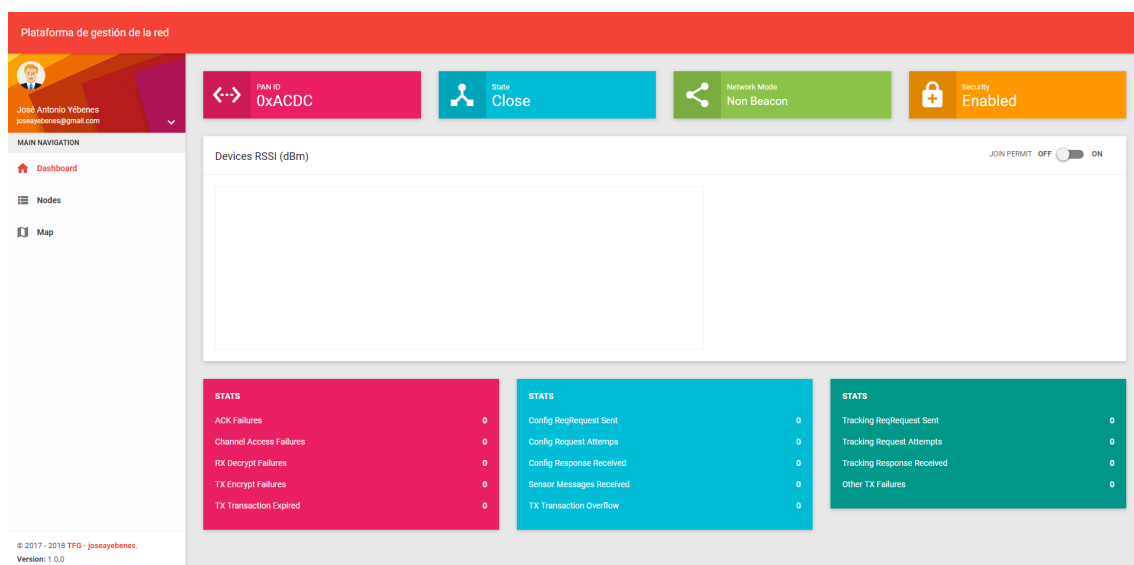 Plataforma de gestión de la red
José Antonio Yébenes
joseayebenes@gmail.com
MAIN NAVIGATION
Dashboard
Nodes
Map
© 2017 - 2018 TFG - joseayebenes.
Version: 1.0.0
PAN ID
0xACDC
State
Close
Network Mode
Non Beacon
Security
Enabled
Devices RSSI (dBm)
JOIN PERMIT OFF ON
STATS
ACK Failures 0
Channel Access Failures 0
RX Decrypt Failures 0
TX Encrypt Failures 0
TX Transaction Expired 0
STATS
Config ReqRequest Sent 0
Config Request Attemps 0
Config Response Received 0
Sensor Messages Received 0
TX Transaction Overflow 0
STATS
Tracking ReqRequest Sent 0
Tracking Request Attempts 0
Tracking Response Received 0
Other TX Failures 0